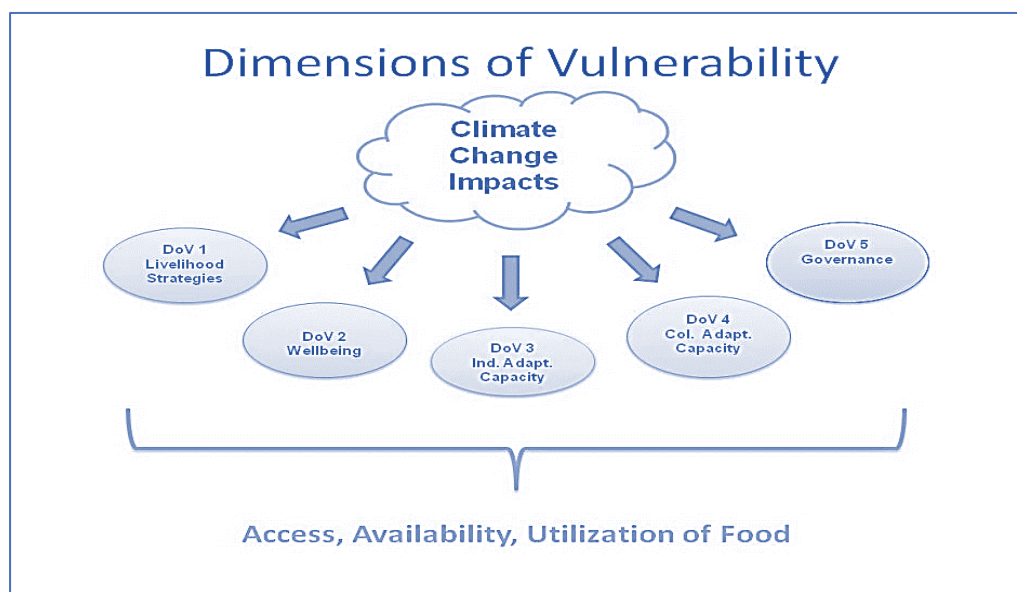 Dimensions of Vulnerability
Climate
Change
Impacts
DoV 1
Livelihood
Strategies
DoV 2
Wellbeing
DoV 3
Ind. Adapt.
Capacity
DoV 4
Col. Adapt.
Capacity
DoV 5
Governance
Access, Availability, Utilization of Food